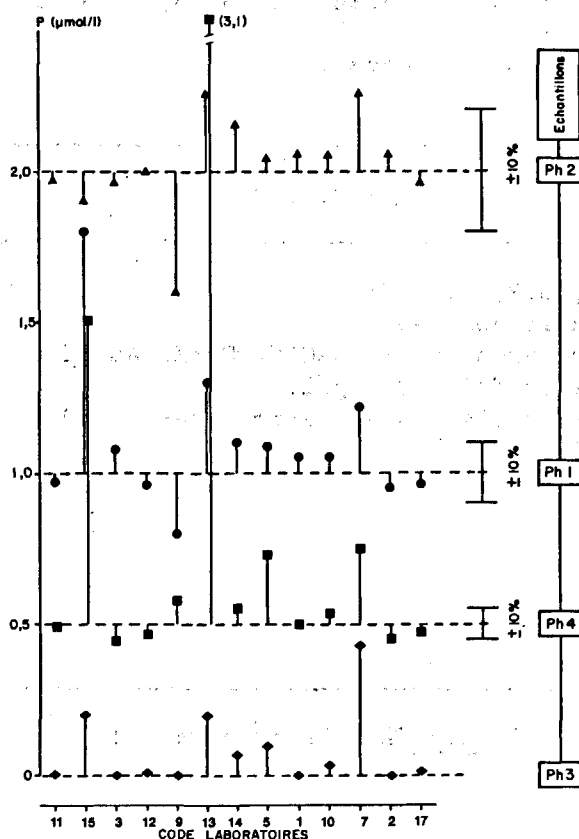 P (µmol/l)
(3,1)
Echantillons
2,0
±10%
Ph 2
1,5
1,0
±10%
Ph 1
0,5
±10%
Ph 4
0
Ph 3
11 15 3 12 9 13 14 5 1 10 7 2 17
CODE LABORATOIRES